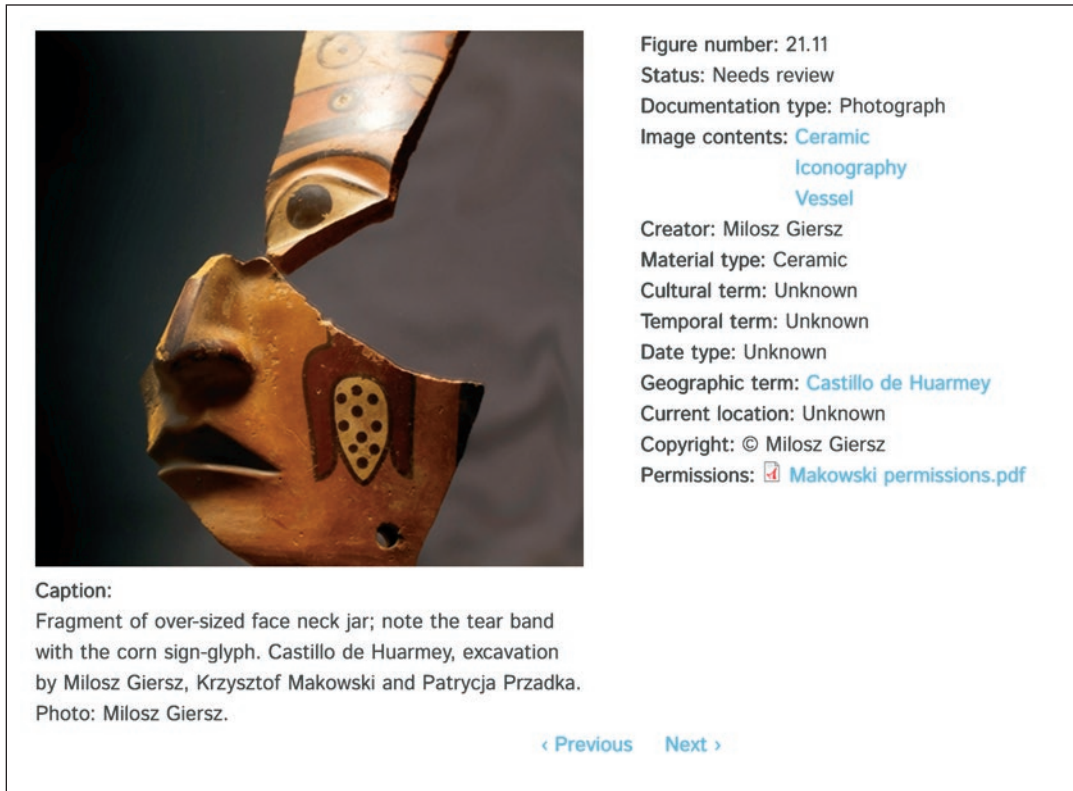 Figure number: 21.11
Status: Needs review
Documentation type: Photograph
Image contents: Ceramic
Iconography
Vessel
Creator: Milosz Giersz
Material type: Ceramic
Cultural term: Unknown
Temporal term: Unknown
Date type: Unknown
Geographic term: Castillo de Huarmey
Current location: Unknown
Copyright: © Milosz Giersz
Permissions: Makowski permissions.pdf
Caption:
Fragment of over-sized face neck jar; note the tear band
with the corn sign-glyph. Castillo de Huarmey, excavation
by Milosz Giersz, Krzysztof Makowski and Patrycja Przadka.
Photo: Milosz Giersz.
‹ Previous Next ›